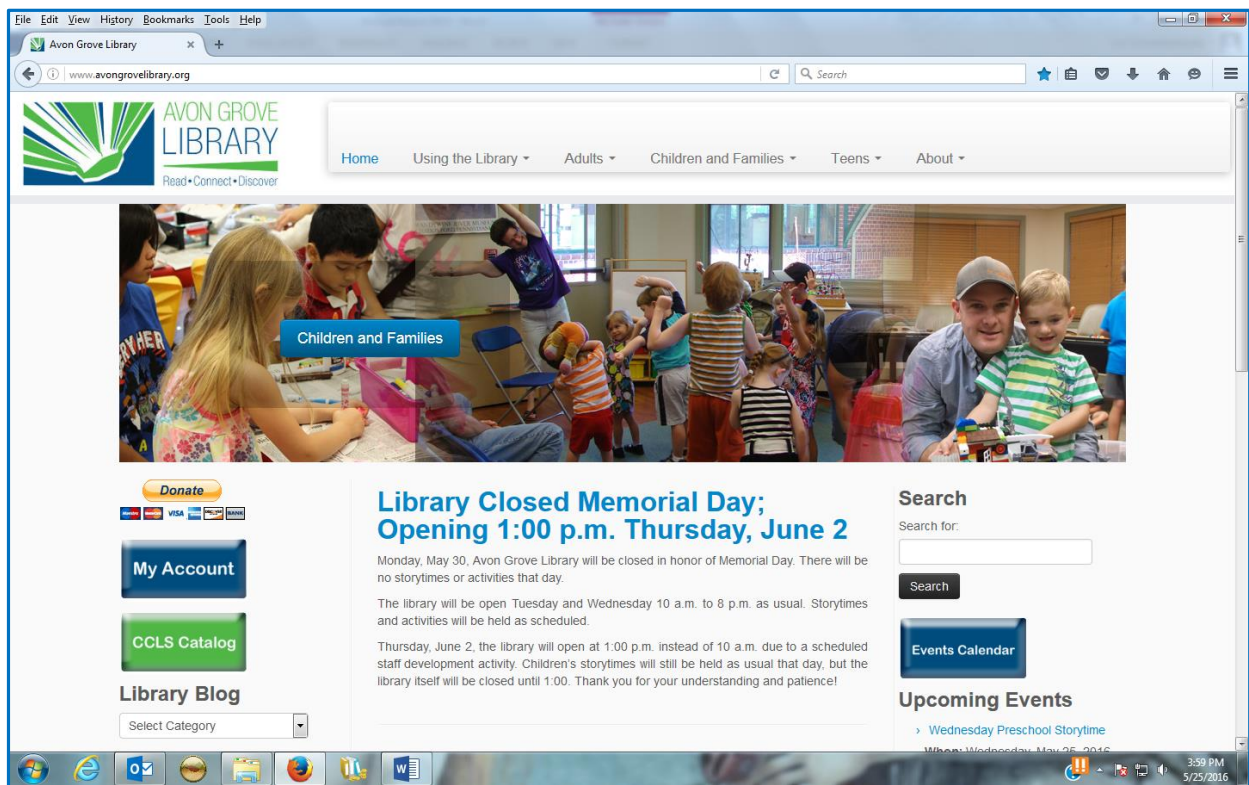 File Edit View History Bookmarks Tools Help
Avon Grove Library
www.avongrovelibrary.org
Search
AVON GROVE
LIBRARY
Read•Connect•Discover
Home Using the Library Adults Children and Families Teens About
Children and Families
Donate
VISA BANK
My Account
CCLS Catalog
Library Blog
Select Category
Library Closed Memorial Day;
Opening 1:00 p.m. Thursday, June 2
Monday, May 30, Avon Grove Library will be closed in honor of Memorial Day. There will be
no storytimes or activities that day.
The library will be open Tuesday and Wednesday 10 a.m. to 8 p.m. as usual. Storytimes
and activities will be held as scheduled.
Thursday, June 2, the library will open at 1:00 p.m. instead of 10 a.m. due to a scheduled
staff development activity. Children's storytimes will still be held as usual that day, but the
library itself will be closed until 1:00. Thank you for your understanding and patience!
Search
Search for:
Search
Events Calendar
Upcoming Events
› Wednesday Preschool Storytime
When: Wednesday, May 25, 2016
3:59 PM
5/25/2016